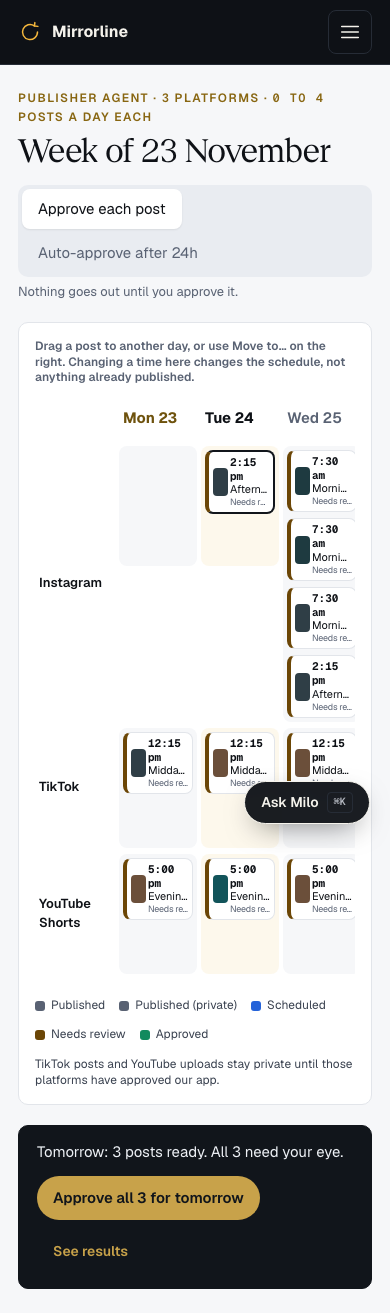 Mirrorline
PUBLISHER AGENT · 3 PLATFORMS · 0 TO 4
POSTS A DAY EACH
Week of 23 November
Approve each post
Auto-approve after 24h
Nothing goes out until you approve it.
Drag a post to another day, or use Move to… on the
right. Changing a time here changes the schedule, not
anything already published.
Mon 23 Tue 24 Wed 25
Instagram
2:15
pm
Aftern…
Needs r…
7:30
am
Morni…
Needs re…
7:30
am
Morni…
Needs re…
7:30
am
Morni…
Needs re…
2:15
pm
Aftern…
Needs re…
TikTok
12:15
pm
Midda…
Needs re…
12:15
pm
Midda…
12:15
pm
Midda…
Ask Milo ⌘K
YouTube
Shorts
5:00
pm
Evenin…
Needs re…
5:00
pm
Evenin…
Needs re…
5:00
pm
Evenin…
Needs re…
Published Published (private) Scheduled
Needs review Approved
TikTok posts and YouTube uploads stay private until those
platforms have approved our app.
Tomorrow: 3 posts ready. All 3 need your eye.
Approve all 3 for tomorrow
See results